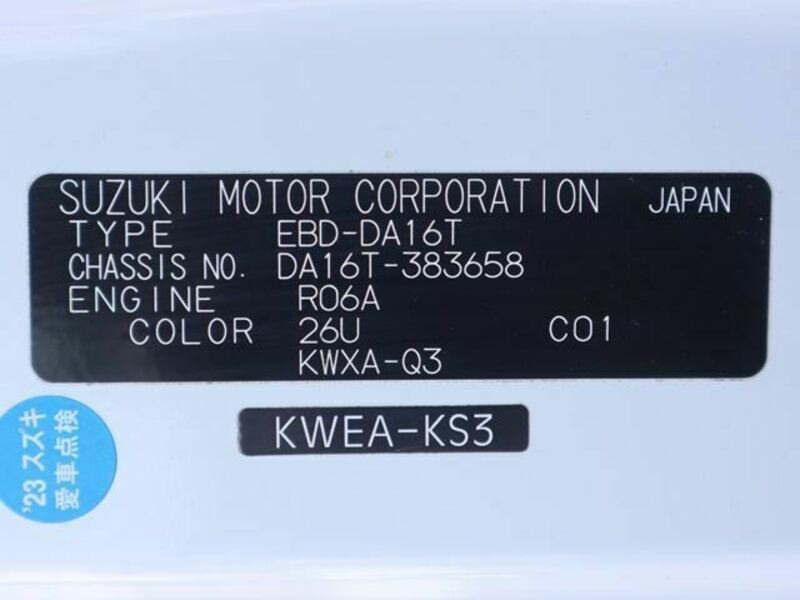 SUZUKI MOTOR CORPORATION JAPAN
TYPE EBD-DA16T
CHASSIS NO. DA16T-383658
ENGINE R06A
COLOR 26U C01
KWXA-Q3
KWEA-KS3
'23 スズキ
愛車点検